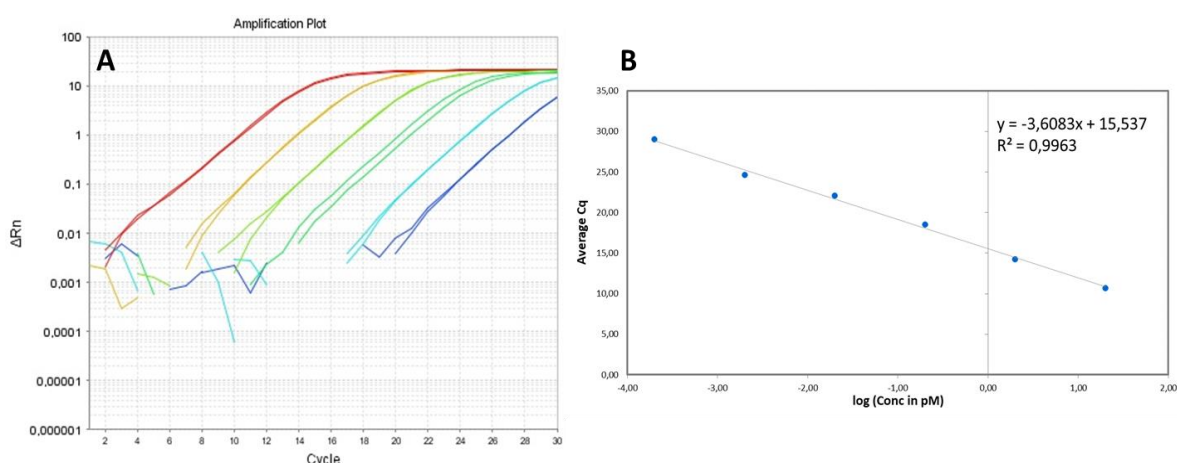 Amplification Plot
A
100
10
1
0,1
0,01
0,001
0,0001
0,00001
0,000001
ΔRn
2 4 6 8 10 12 14 16 18 20 22 24 26 28 30
Cycle
B
35,00
30,00
25,00
20,00
15,00
10,00
5,00
0,00
Average Cq
y = -3,6083x + 15,537
R² = 0,9963
-4,00 -3,00 -2,00 -1,00 0,00 1,00 2,00
log (Conc in pM)